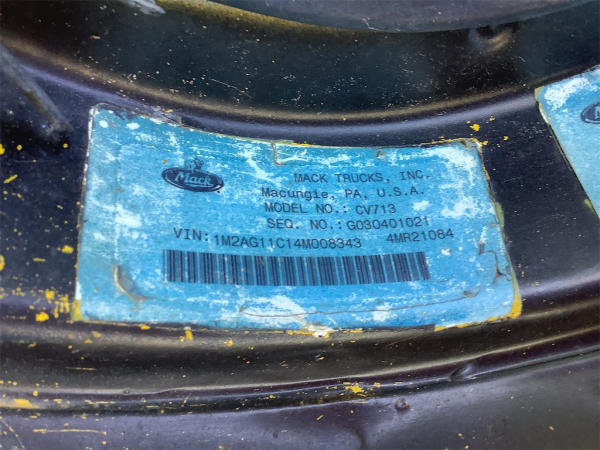 Mack
MACK TRUCKS, INC.
Macungie, PA, U.S.A.
MODEL NO.: CV713
SEQ. NO.: G030401021
VIN: 1M2AG11C14M008343 4MR21084